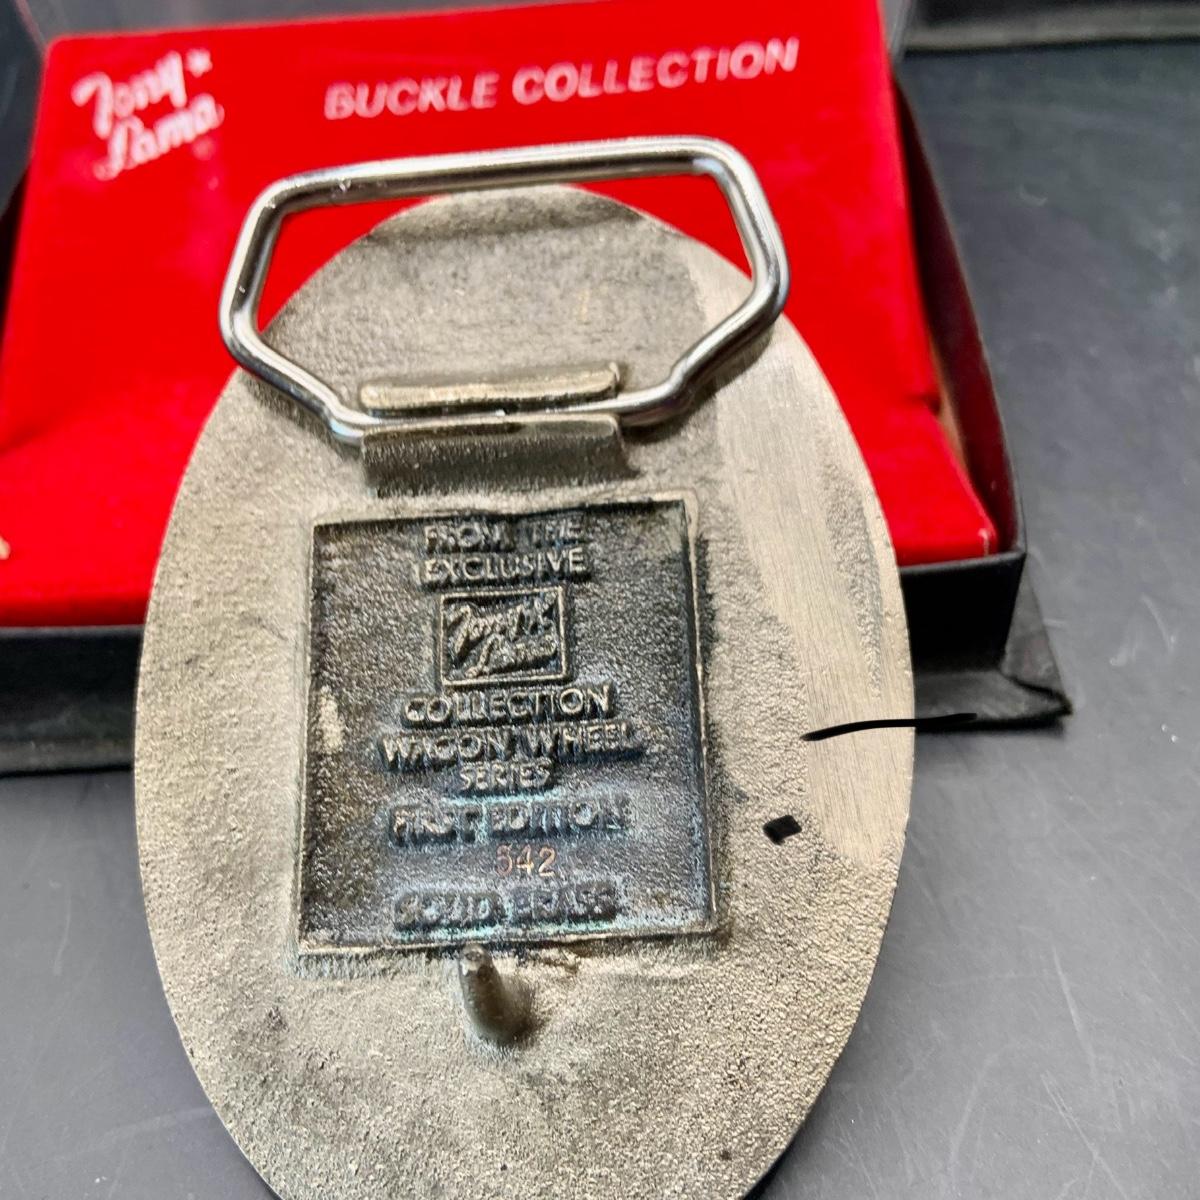 Tony Lama
BUCKLE COLLECTION
FROM THE
EXCLUSIVE
Tony Lama
COLLECTION
WAGON WHEEL
SERIES
FIRST EDITION
542
SOLID BRASS